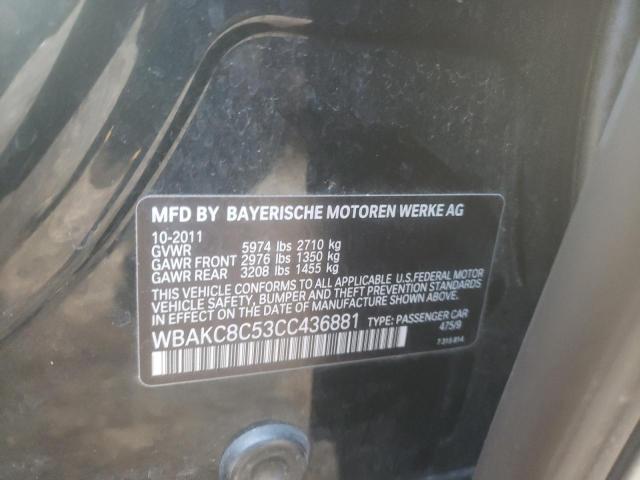 MFD BY BAYERISCHE MOTOREN WERKE AG
10-2011
GVWR 5974 lbs 2710 kg
GAWR FRONT 2976 lbs 1350 kg
GAWR REAR 3208 lbs 1455 kg
THIS VEHICLE CONFORMS TO ALL APPLICABLE U.S.FEDERAL MOTOR
VEHICLE SAFETY, BUMPER AND THEFT PREVENTION STANDARDS
IN EFFECT ON THE DATE OF MANUFACTURE SHOWN ABOVE.
WBAKC8C53CC436881 TYPE: PASSENGER CAR
475/9